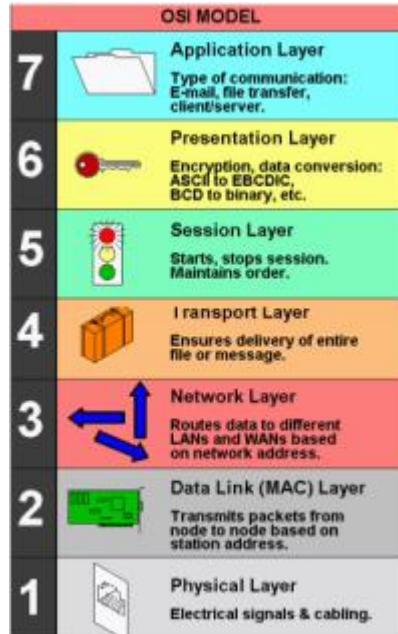 OSI MODEL
7
Application Layer
Type of communication:
E-mail, file transfer,
client/server.
6
Presentation Layer
Encryption, data conversion:
ASCII to EBCDIC,
BCD to binary, etc.
5
Session Layer
Starts, stops session.
Maintains order.
4
Transport Layer
Ensures delivery of entire
file or message.
3
Network Layer
Routes data to different
LANs and WANs based
on network address.
2
Data Link (MAC) Layer
Transmits packets from
node to node based on
station address.
1
Physical Layer
Electrical signals & cabling.